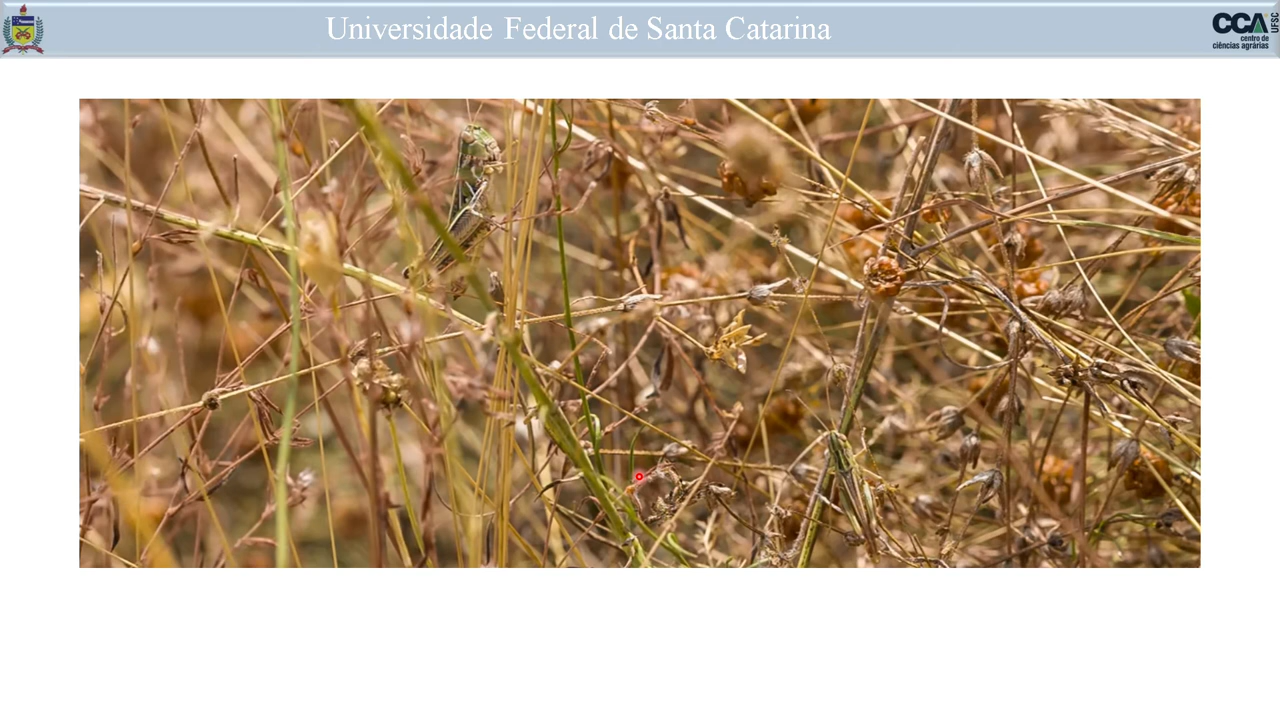 Universidade Federal de Santa Catarina
CCA
UFSC
centro de
ciências agrárias